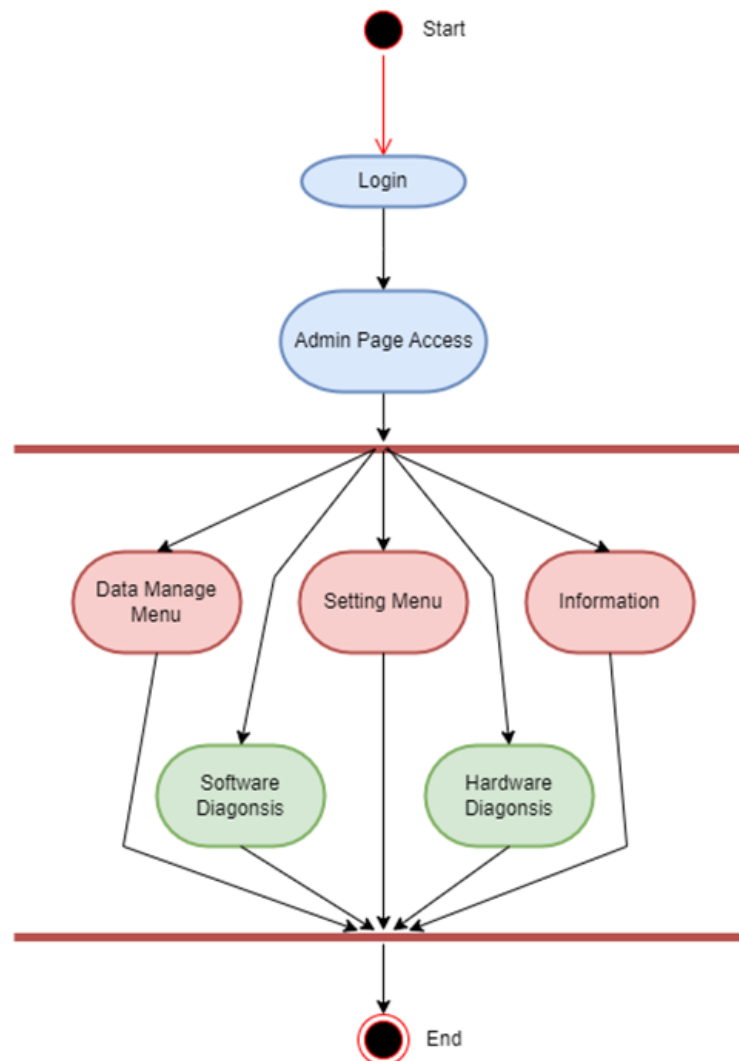 Start
Login
Admin Page Access
Data Manage
Menu
Setting Menu
Information
Software
Diagonsis
Hardware
Diagonsis
End